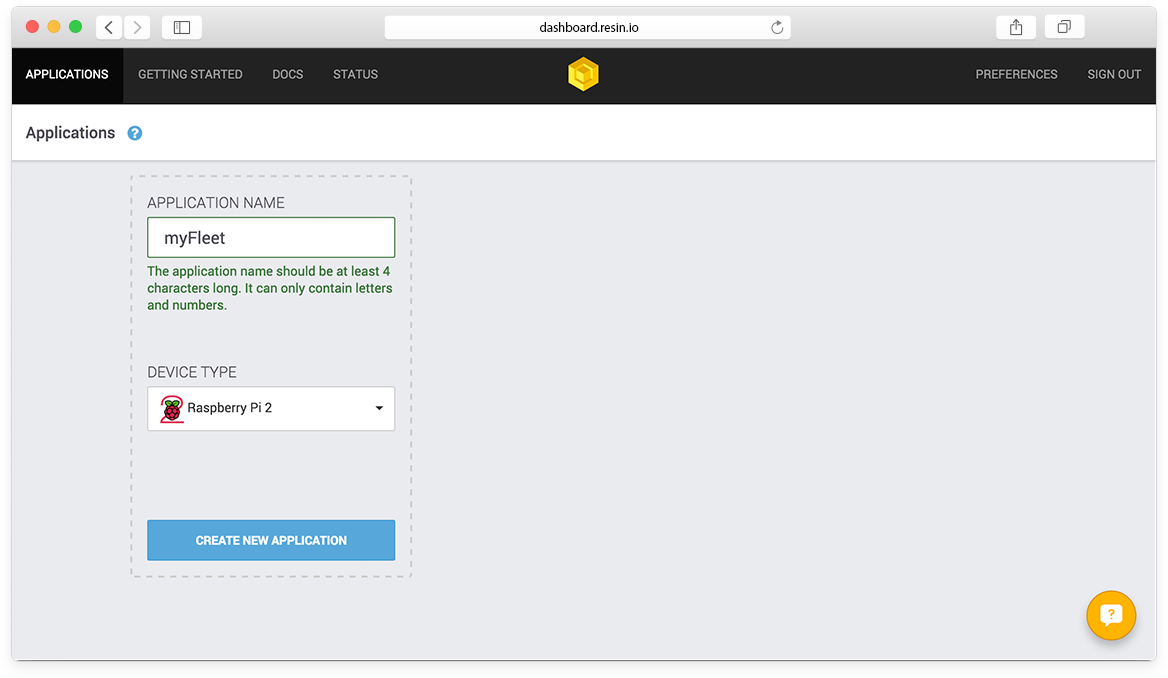 dashboard.resin.io
APPLICATIONS GETTING STARTED DOCS STATUS PREFERENCES SIGN OUT
Applications ?
APPLICATION NAME
myFleet
The application name should be at least 4
characters long. It can only contain letters
and numbers.
DEVICE TYPE
Raspberry Pi 2
CREATE NEW APPLICATION
?